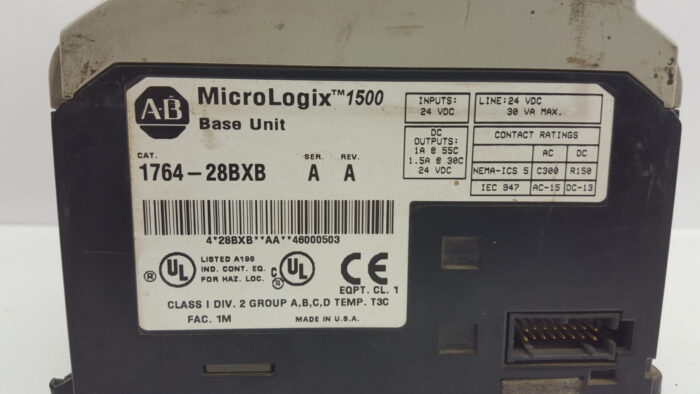 AB
MicroLogix™1500
Base Unit
CAT.
SER.
REV.
1764-28BXB
A
A
4*28BXB**AA**46000503
INPUTS:
24 VDC
DC
OUTPUTS:
1A @ 55C
1.5A @ 30C
24 VDC
LINE: 24 VDC
30 VA MAX.
CONTACT RATINGS
AC DC
NEMA-ICS 5 C300 R150
IEC 947 AC-15 DC-13
UL
®
LISTED A196
IND. CONT. EQ.
FOR HAZ. LOC.
C UL
®
CE
EQPT. CL. 1
CLASS I DIV. 2 GROUP A,B,C,D TEMP. T3C
FAC. 1M
MADE IN U.S.A.